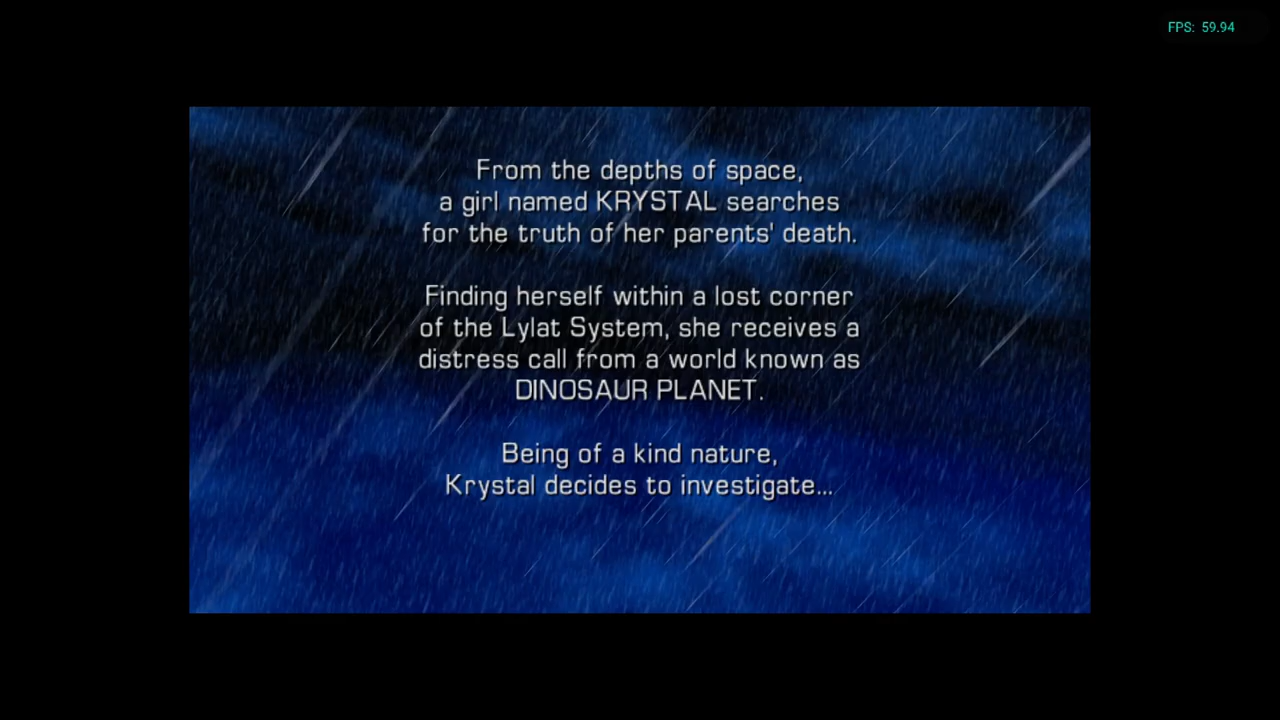 FPS: 59.94
From the depths of space,
a girl named KRYSTAL searches
for the truth of her parents' death.
Finding herself within a lost corner
of the Lylat System, she receives a
distress call from a world known as
DINOSAUR PLANET.
Being of a kind nature,
Krystal decides to investigate...